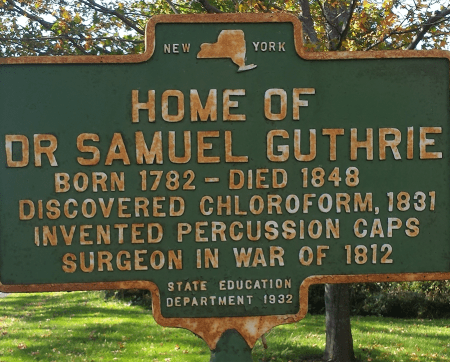 NEW YORK
HOME OF
DR SAMUEL GUTHRIE
BORN 1782 – DIED 1848
DISCOVERED CHLOROFORM, 1831
INVENTED PERCUSSION CAPS
SURGEON IN WAR OF 1812
STATE EDUCATION
DEPARTMENT 1932